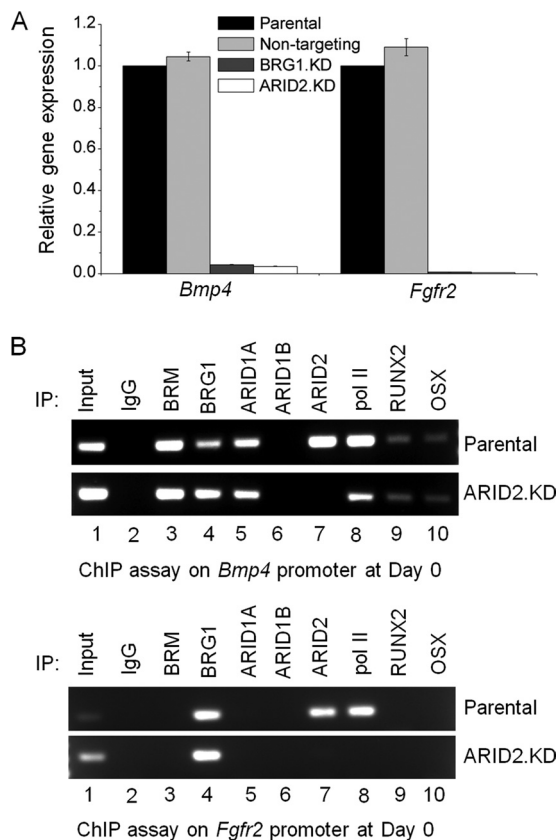 A
Relative gene expression
1.2
1.0
0.8
0.6
0.4
0.2
0.0
Parental
Non-targeting
BRG1.KD
ARID2.KD
Bmp4
Fgfr2
B
IP: Input IgG BRM BRG1 ARID1A ARID1B ARID2 pol II RUNX2 OSX
Parental
ARID2.KD
1 2 3 4 5 6 7 8 9 10
ChIP assay on Bmp4 promoter at Day 0
IP: Input IgG BRM BRG1 ARID1A ARID1B ARID2 pol II RUNX2 OSX
Parental
ARID2.KD
1 2 3 4 5 6 7 8 9 10
ChIP assay on Fgfr2 promoter at Day 0